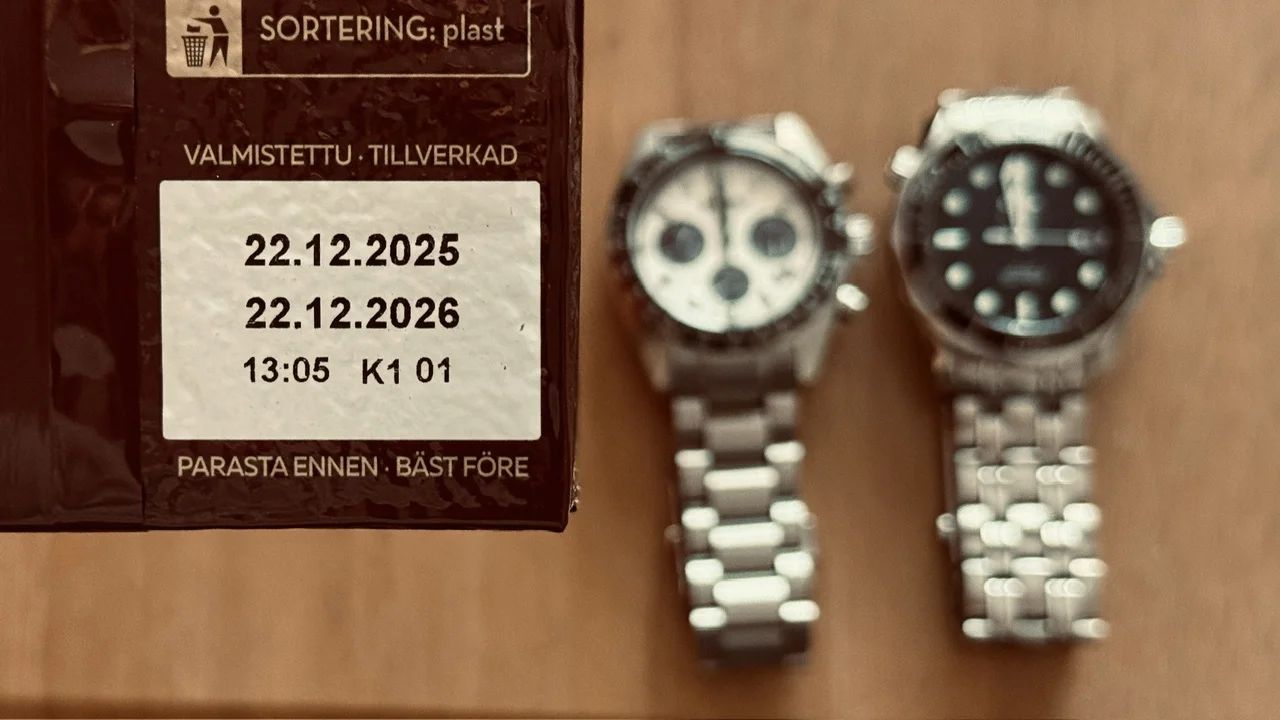 SORTERING: plast
VALMISTETTU · TILLVERKAD
22.12.2025
22.12.2026
13:05 K1 01
PARASTA ENNEN · BÄST FÖRE